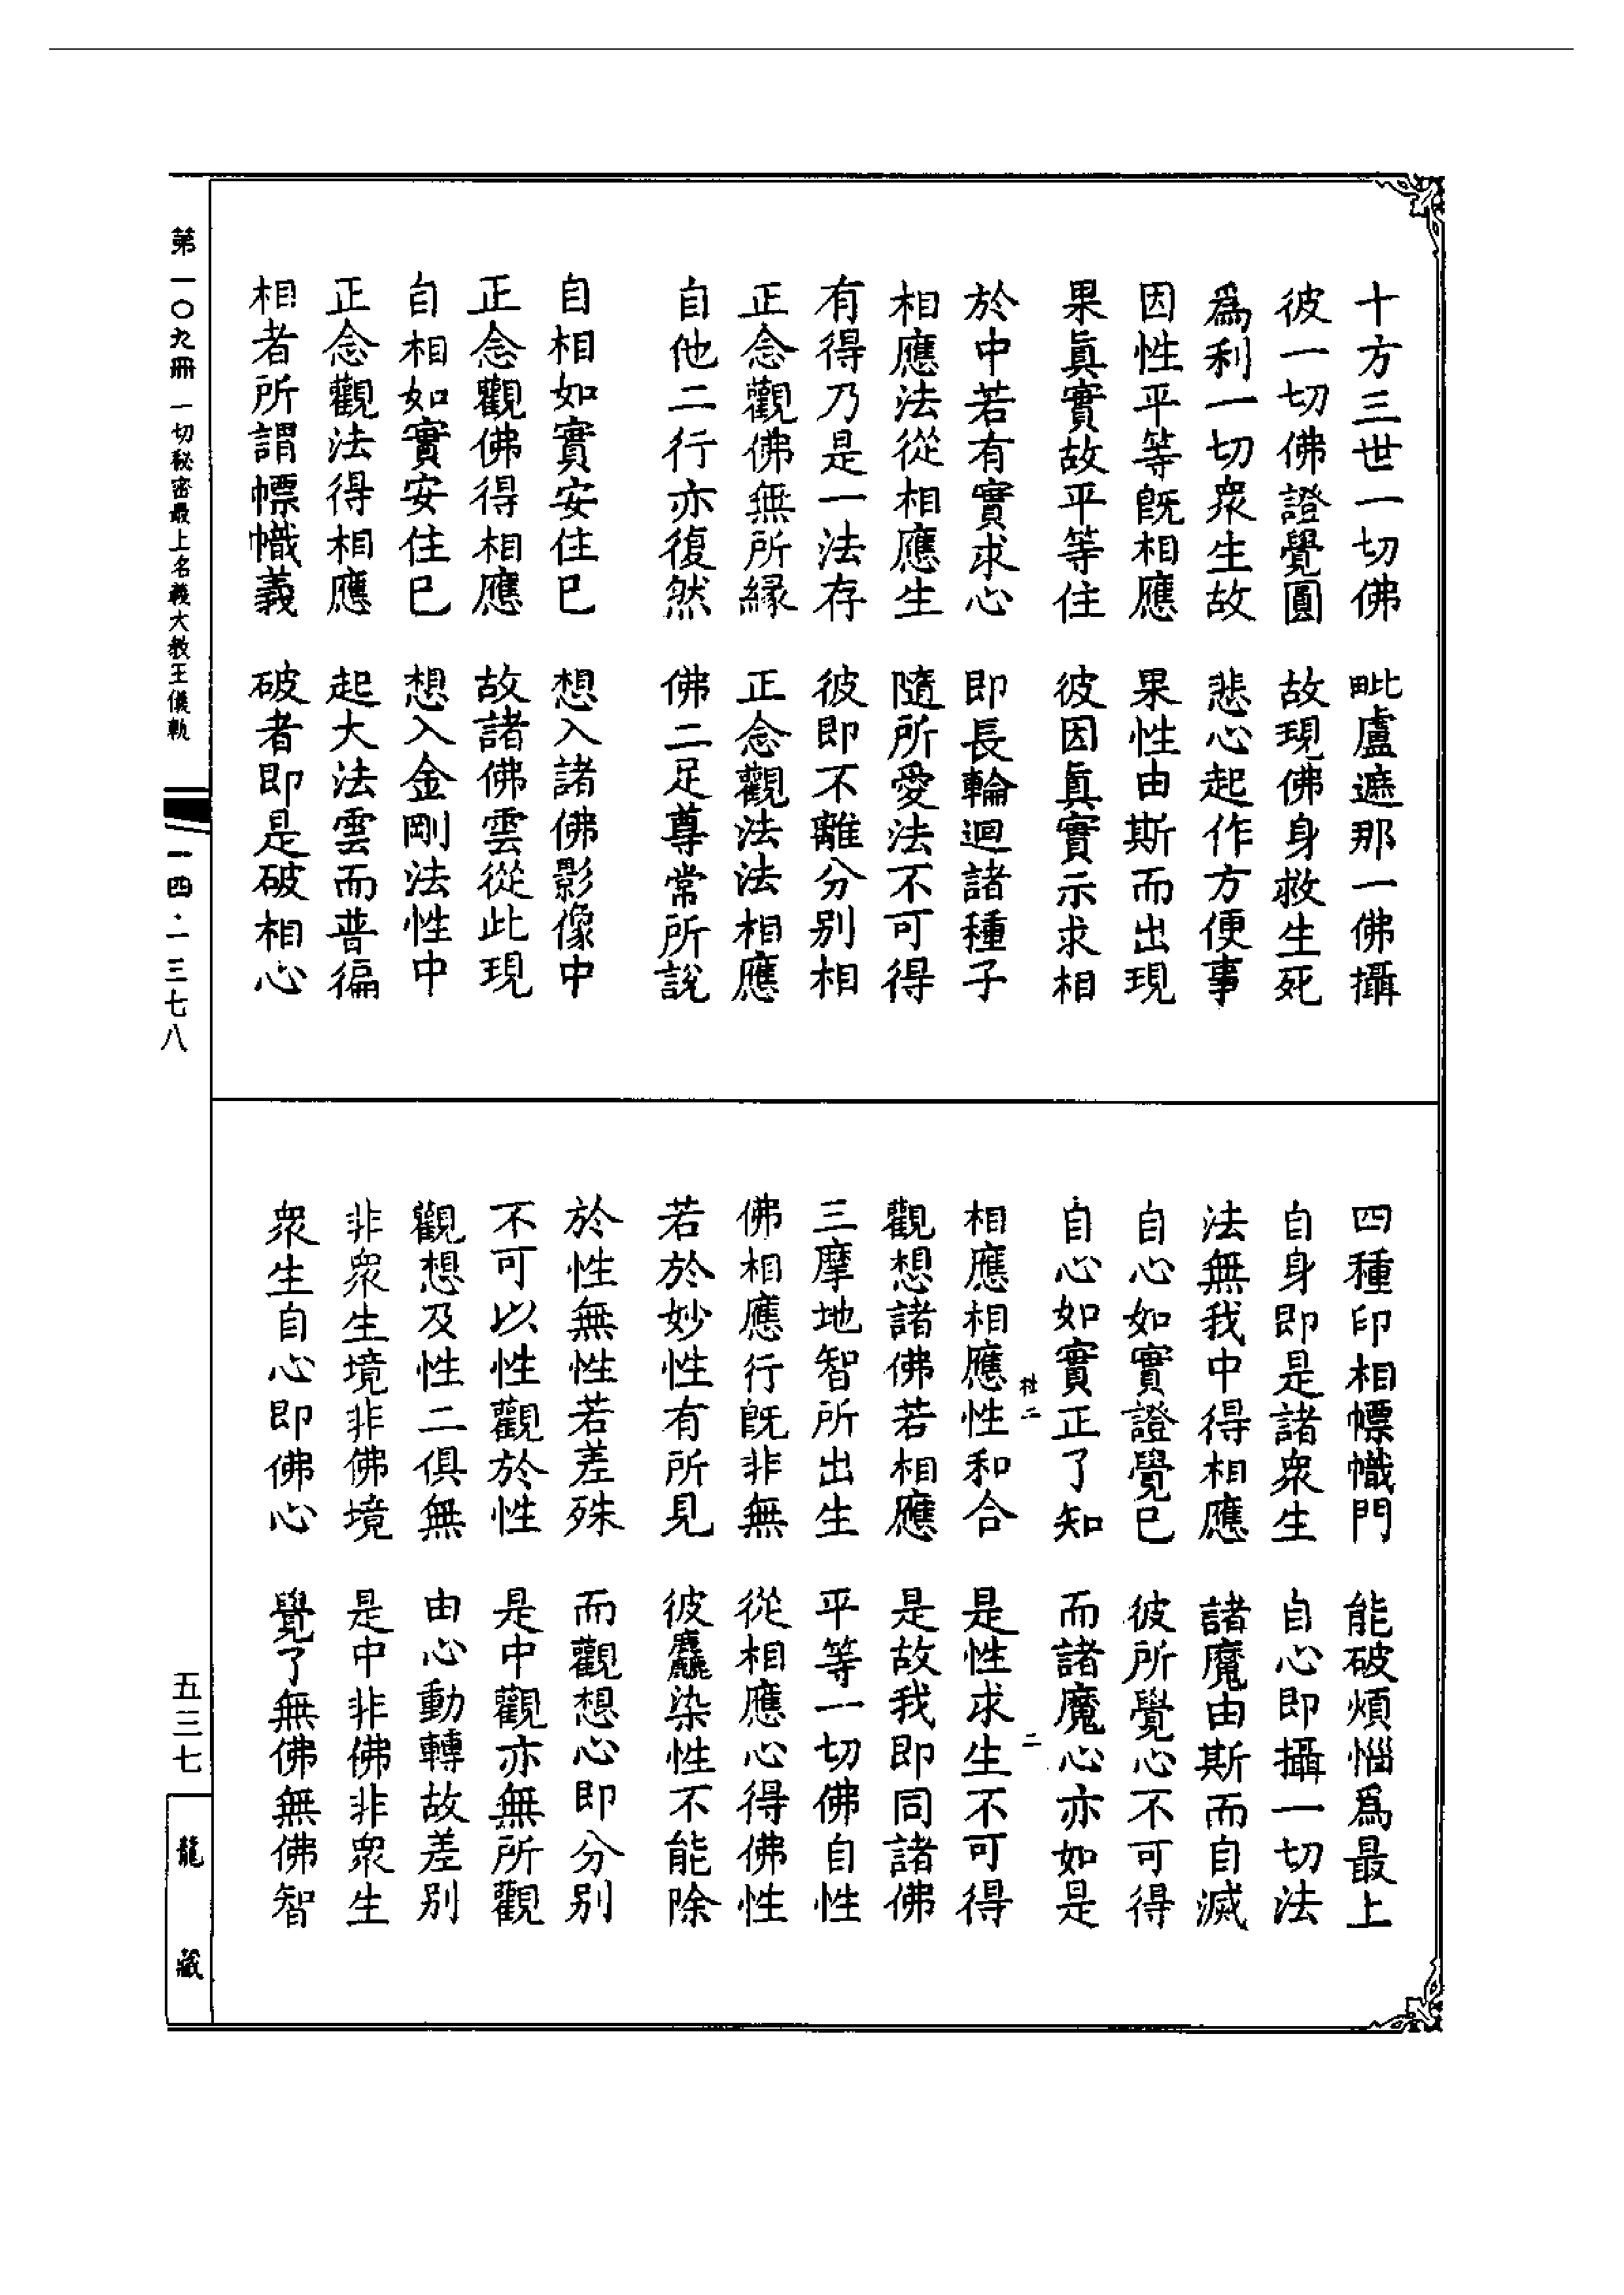 十方三世一切佛　毗盧遮那一佛攝
彼一切佛證覺圓　故現佛身救生死
爲利一切衆生故　悲心起作方便事
因性平等旣相應　果性由斯而出現
果眞實故平等住　彼因眞實示求相
於中若有實求心　即長輪迴諸種子
相應法從相應生　隨所愛法不可得
有得乃是一法存　彼即不離分别相
正念觀佛無所緣　正念觀法法相應
自他二行亦復然　佛二足尊常所說
自相如實安住已　想入諸佛影像中
正念觀佛得相應　故諸佛雲從此現
自相如實安住已　想入金剛法性中
正念觀法得相應　起大法雲而普徧
相者所謂幖幟義　破者即是破相心
四種印相幖幟門　能破煩惱爲最上
自身即是諸衆生　自心即攝一切法
法無我中得相應　諸魔由斯而自滅
自心如實證覺已　彼所覺心不可得
自心如實正了知　而諸魔心亦如是
二
相應相應性和合　是性求生不可得
觀想諸佛若相應　是故我即同諸佛
三摩地智所出生　平等一切佛自性
佛相應行旣非無　從相應心得佛性
若於妙性有所見　彼麤染性不能除
於性無性若差殊　而觀想心即分别
不可以性觀於性　是中觀亦無所觀
觀想及性二俱無　由心動轉故差别
非衆生境非佛境　是中非佛非衆生
衆生自心即佛心　覺了無佛無佛智
第一〇九冊　一切秘密最上名義大教王儀軌
一四·一三七八
五三七
龍藏